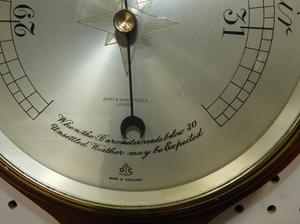 29
31
When the Barometer reads below 30
Unsettled Weather may be Expected
MADE IN ENGLAND